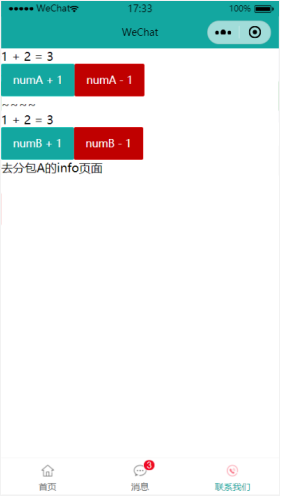 WeChat 17:33 100%
WeChat
1 + 2 = 3
numA + 1 numA - 1
~~~~
1 + 2 = 3
numB + 1 numB - 1
去分包A的info页面
3
首页 消息 联系我们